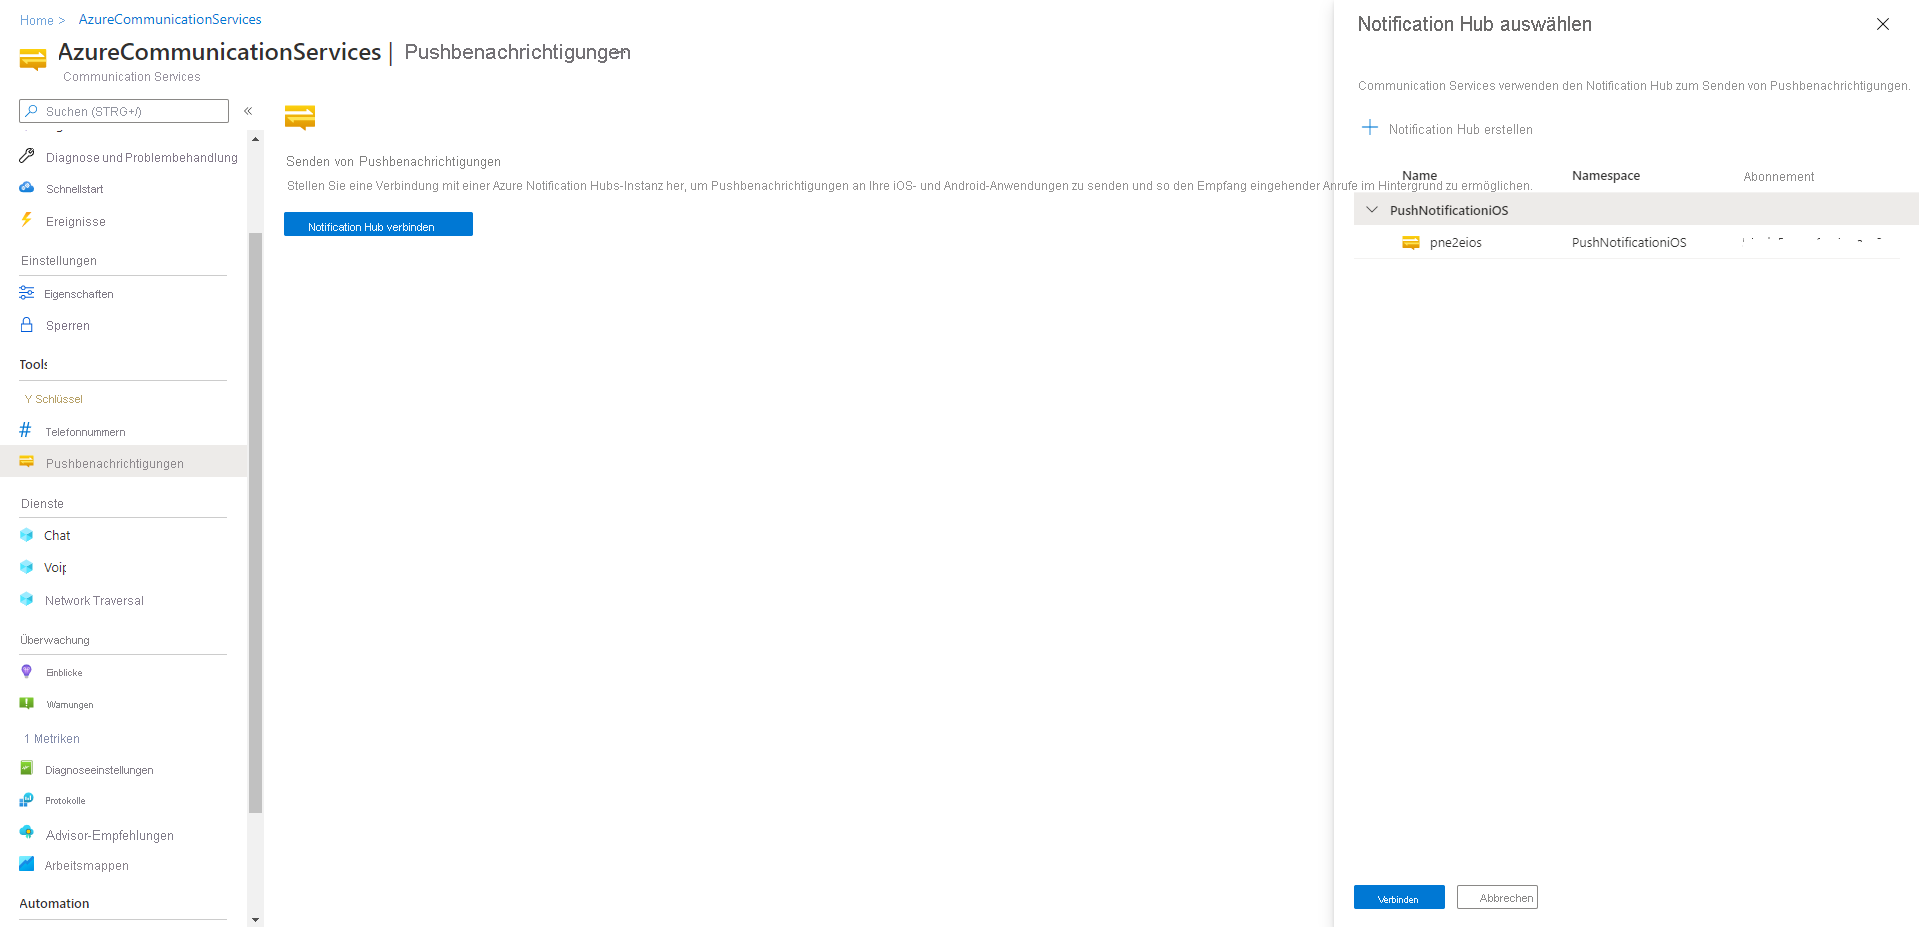 Home >
AzureCommunicationServices
AzureCommunicationServices | Pushbenachrichtigungen
Communication Services
Suchen (STRG+/)
«
Diagnose und Problembehandlung
Schnellstart
Ereignisse
Einstellungen
Eigenschaften
Sperren
Tools
Y Schlüssel
# Telefonnummern
Pushbenachrichtigungen
Dienste
Chat
Voip
Network Traversal
Überwachung
Einblicke
Warnungen
1 Metriken
Diagnoseeinstellungen
Protokolle
Advisor-Empfehlungen
Arbeitsmappen
Automation
Senden von Pushbenachrichtigungen
Stellen Sie eine Verbindung mit einer Azure Notification Hubs-Instanz her, um Pushbenachrichtigungen an Ihre iOS- und Android-Anwendungen zu senden und so den Empfang eingehender Anrufe im Hintergrund zu ermöglichen.
Notification Hub verbinden
Notification Hub auswählen
Communication Services verwenden den Notification Hub zum Senden von Pushbenachrichtigungen.
Notification Hub erstellen
Name Namespace Abonnement
PushNotificationiOS
pne2eios PushNotificationiOS
Verbinden Abbrechen